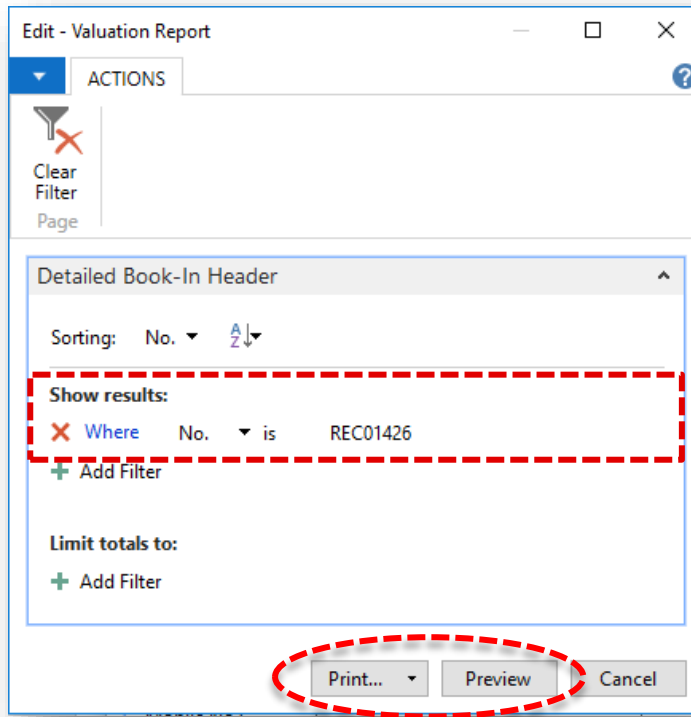 Edit - Valuation Report
ACTIONS
?
Clear
Filter
Page
Detailed Book-In Header
Sorting: No. A Z
Show results:
Where No. is REC01426
Add Filter
Limit totals to:
Add Filter
Print... Preview Cancel